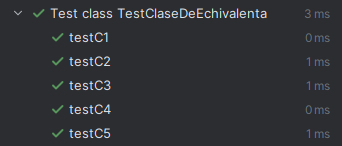 Test class TestClaseDeEchivalenta 3 ms
testC1 0 ms
testC2 1 ms
testC3 1 ms
testC4 0 ms
testC5 1 ms